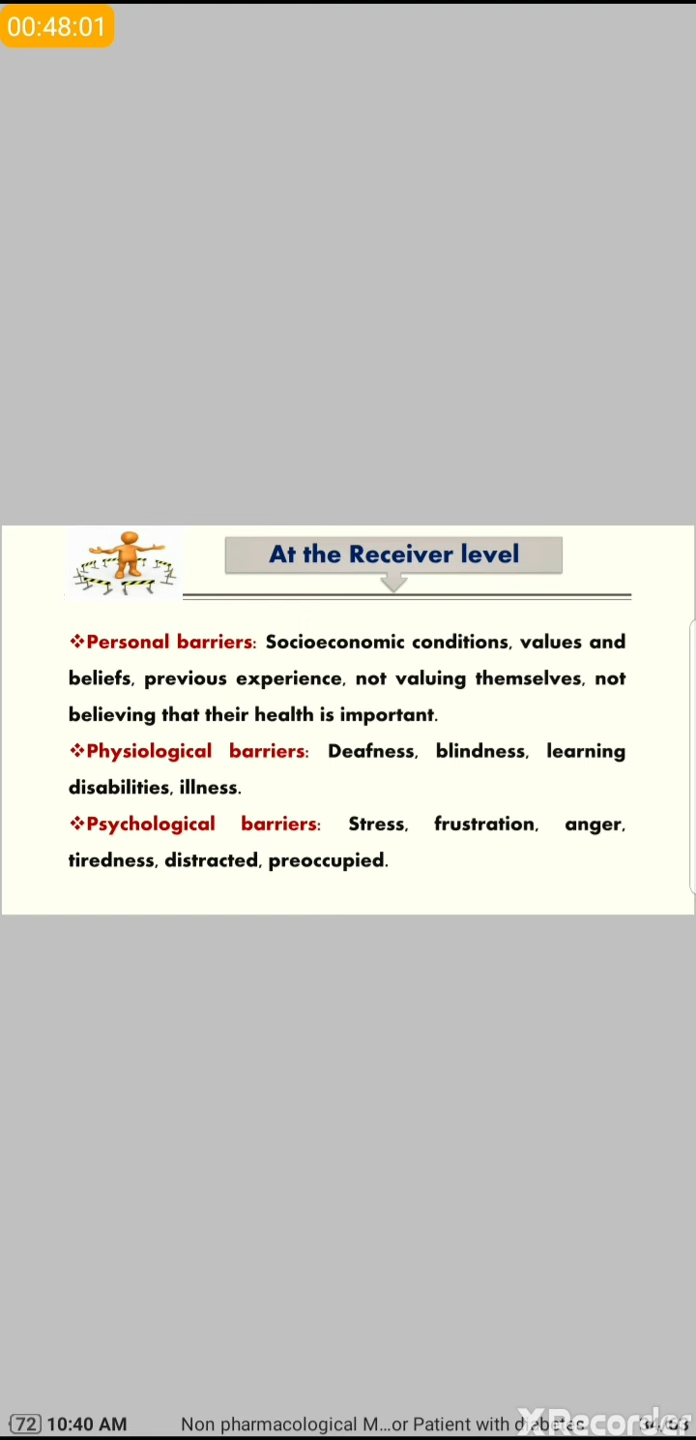 00:48:01
At the Receiver level
❖Personal barriers: Socioeconomic conditions, values and
beliefs, previous experience, not valuing themselves, not
believing that their health is important.
❖Physiological barriers: Deafness, blindness, learning
disabilities, illness.
❖Psychological barriers: Stress, frustration, anger,
tiredness, distracted, preoccupied.
72 10:40 AM Non pharmacological M...or Patient with diabetes
XRecorder